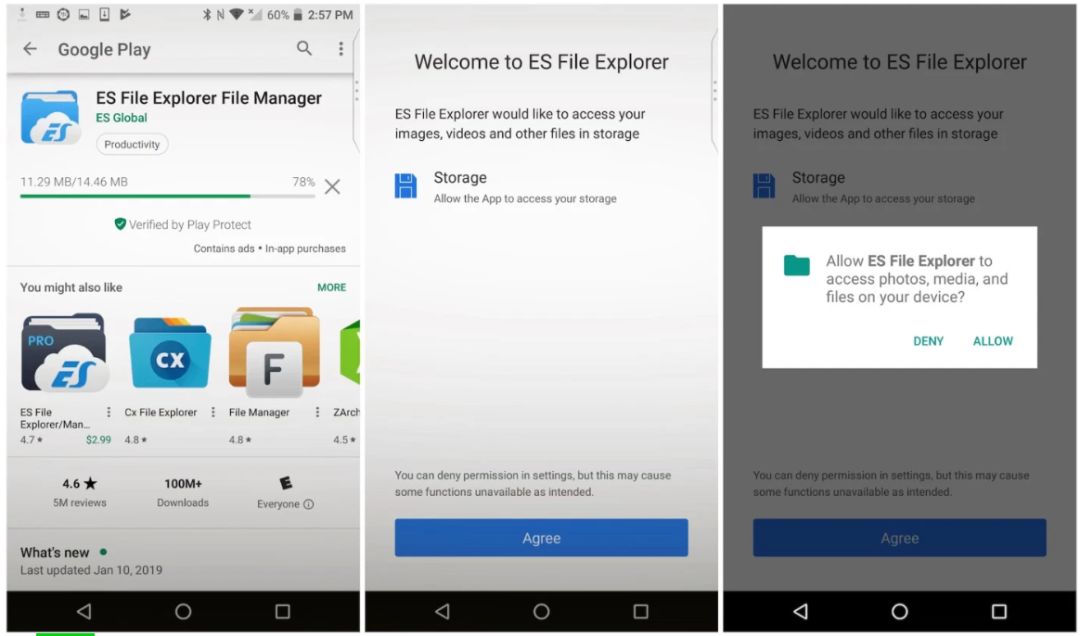 60% 2:57 PM
Google Play
ES File Explorer File Manager
ES Global
Productivity
11.29 MB/14.46 MB 78%
Verified by Play Protect
Contains ads • In-app purchases
You might also like MORE
PRO
ES
CX
F
ES File
Explorer/Man...
4.7★ $2.99
Cx File Explorer
4.8★
File Manager
4.8★
ZArch
4.5★
4.6★
5M reviews
100M+
Downloads
E
Everyone
What's new
Last updated Jan 10, 2019
Welcome to ES File Explorer
ES File Explorer would like to access your
images, videos and other files in storage
Storage
Allow the App to access your storage
You can deny permission in settings, but this may cause
some functions unavailable as intended.
Agree
Welcome to ES File Explorer
ES File Explorer would like to access your
images, videos and other files in storage
Storage
Allow the App to access your storage
Allow ES File Explorer to
access photos, media, and
files on your device?
DENY ALLOW
You can deny permission in settings, but this may cause
some functions unavailable as intended.
Agree